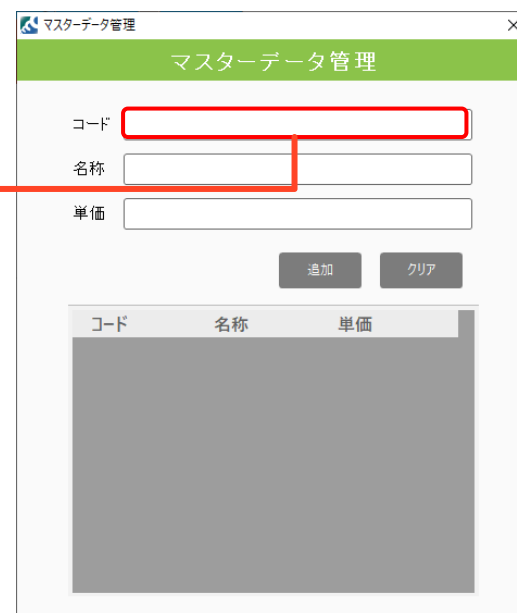 マスターデータ管理
マスターデータ管理
コード
名称
単価
追加 クリア
コード 名称 単価